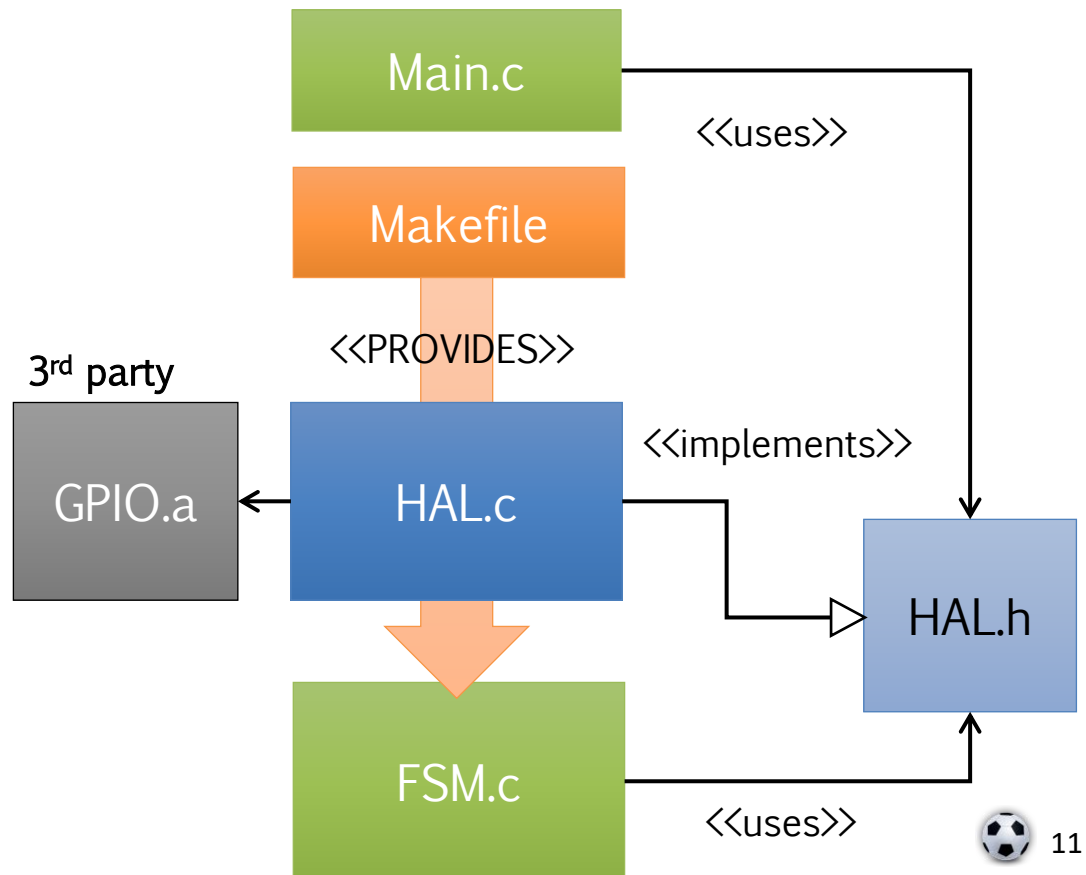 Main.c
<<uses>>
Makefile
<<PROVIDES>>
3rd party
<<implements>>
GPIO.a
HAL.c
HAL.h
FSM.c
<<uses>>
11